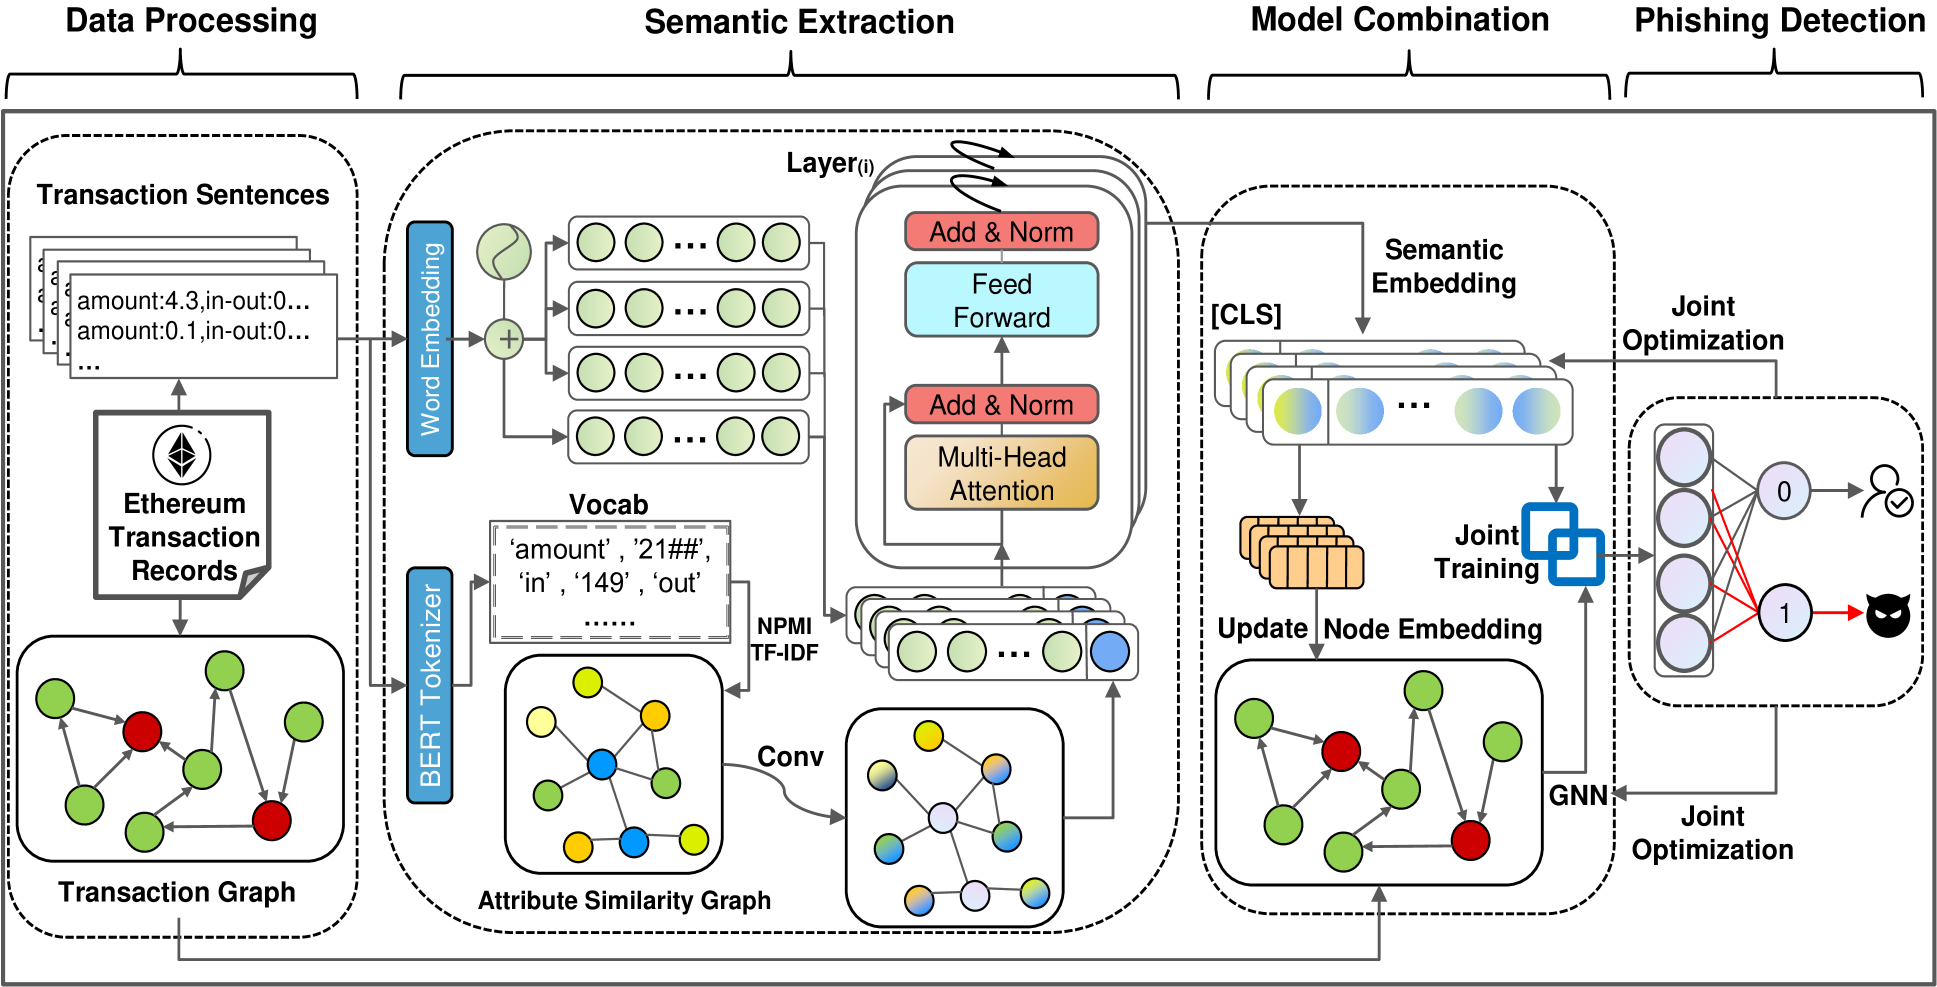 Data Processing
Semantic Extraction
Model Combination
Phishing Detection
Transaction Sentences
amount:4.3,in-out:0...
amount:0.1,in-out:0...
...
Ethereum
Transaction
Records
Transaction Graph
Word Embedding
+
BERT Tokenizer
Vocab
‘amount’ , ’21##’,
‘in’ , ‘149’ , ‘out’
......
NPMI
TF-IDF
Attribute Similarity Graph
Conv
Layer(i)
Add & Norm
Feed
Forward
Add & Norm
Multi-Head
Attention
Semantic
Embedding
[CLS]
Joint
Training
Update Node Embedding
GNN
Joint
Optimization
0
1
Joint
Optimization